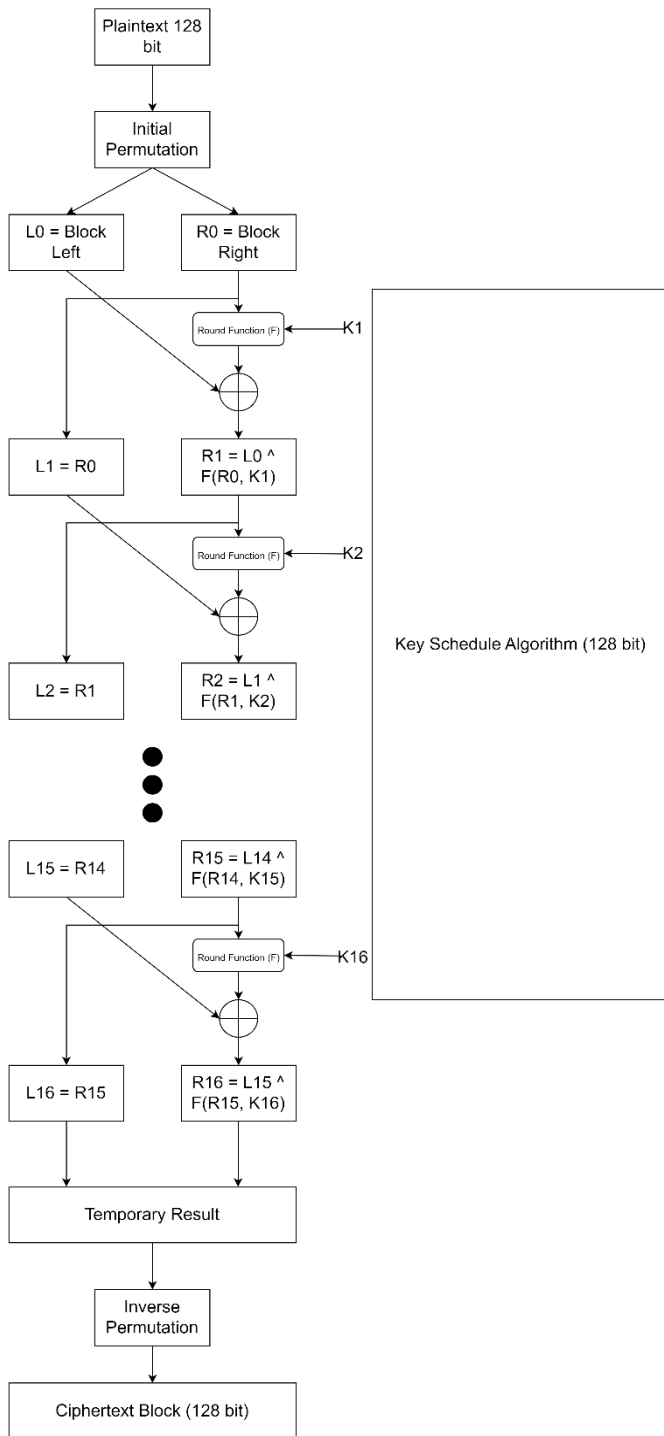 Plaintext 128
bit
Initial
Permutation
L0 = Block
Left
R0 = Block
Right
Round Function (F)
K1
L1 = R0
R1 = L0 ^
F(R0, K1)
Round Function (F)
K2
Key Schedule Algorithm (128 bit)
L2 = R1
R2 = L1 ^
F(R1, K2)
L15 = R14
R15 = L14 ^
F(R14, K15)
Round Function (F)
K16
L16 = R15
R16 = L15 ^
F(R15, K16)
Temporary Result
Inverse
Permutation
Ciphertext Block (128 bit)